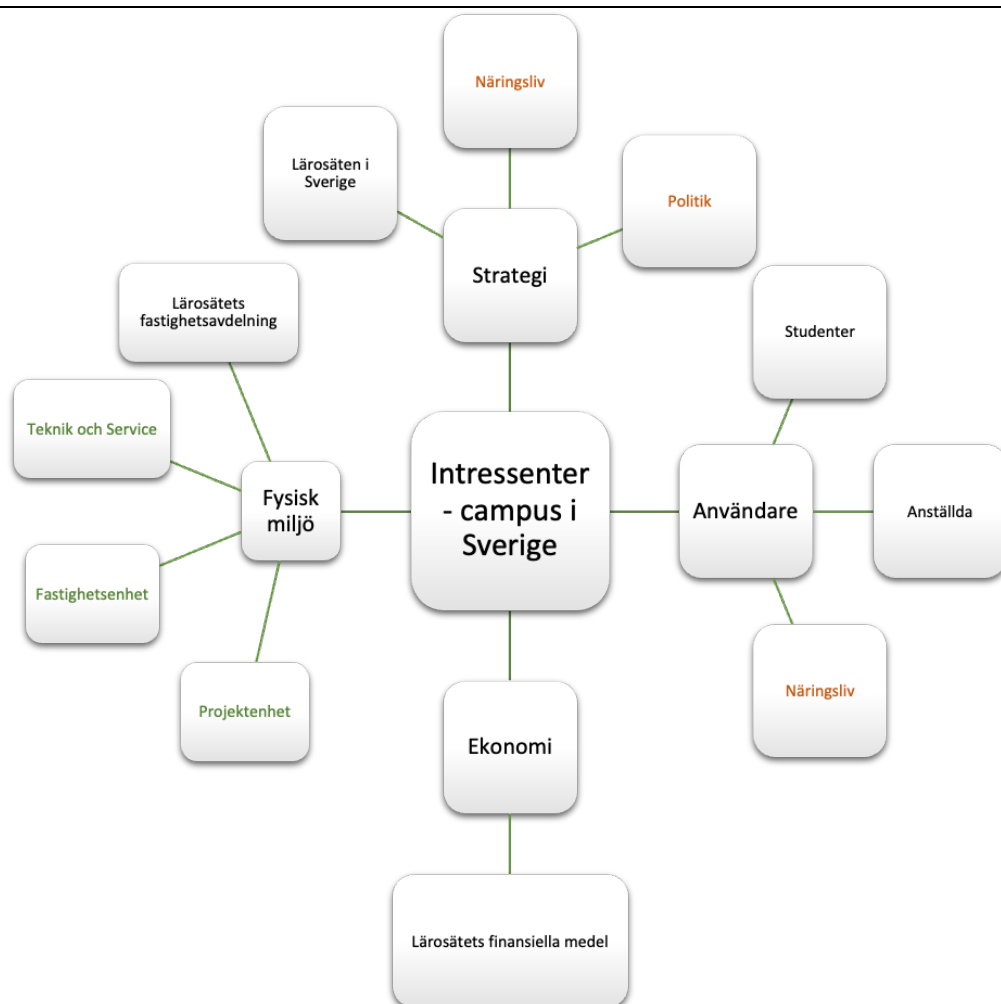 Näringsliv
Lärosäten i
Sverige
Politik
Strategi
Lärosätets
fastighetsavdelning
Studenter
Teknik och Service
Fysisk
miljö
Intressenter
- campus i
Sverige
Användare
Anställda
Fastighetsenhet
Projektenhet
Näringsliv
Ekonomi
Lärosätets finansiella medel